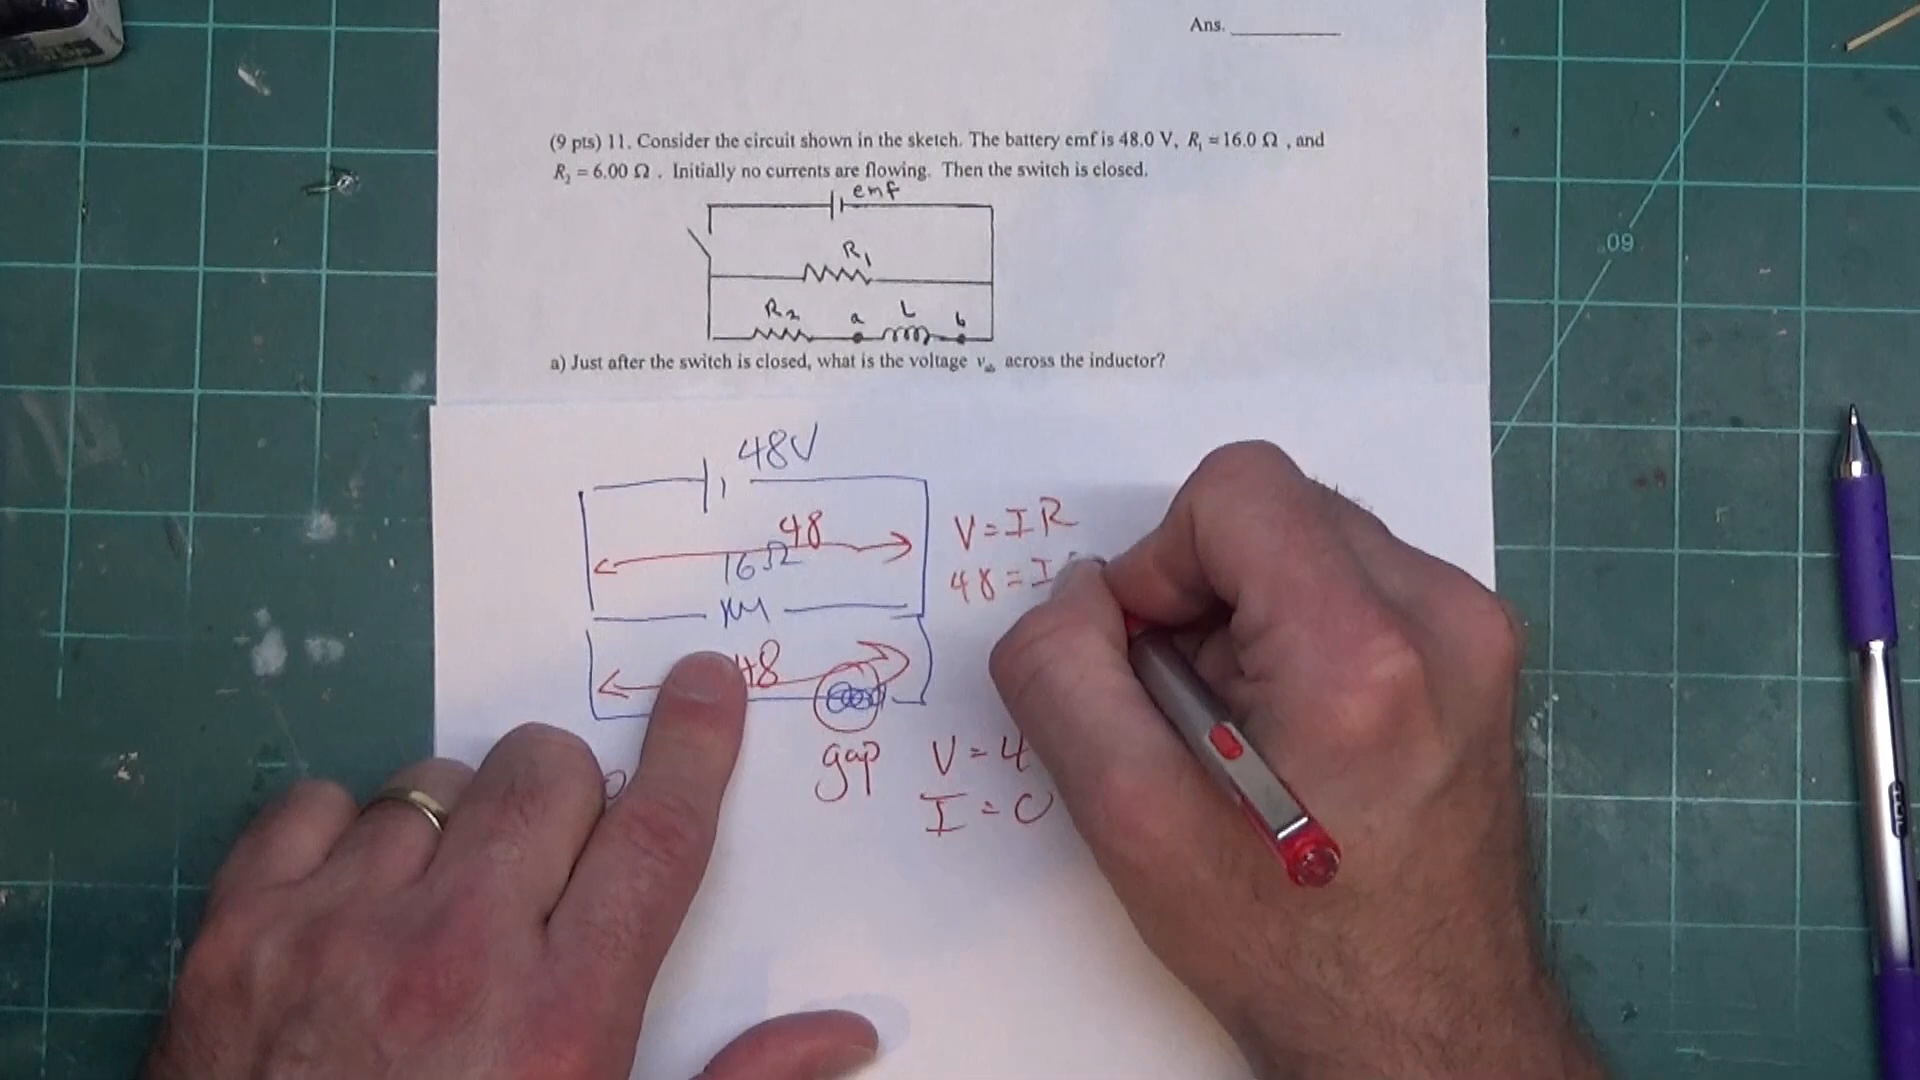 Ans. __________
(9 pts) 11. Consider the circuit shown in the sketch. The battery emf is 48.0 V, R₁ = 16.0 Ω , and
R₂ = 6.00 Ω . Initially no currents are flowing. Then the switch is closed.
emf
R₁
R₂ a L b
a) Just after the switch is closed, what is the voltage vₐb across the inductor?
48V
48
16Ω
V = IR
48 = I
48
gap
V = 4
I = 0
60